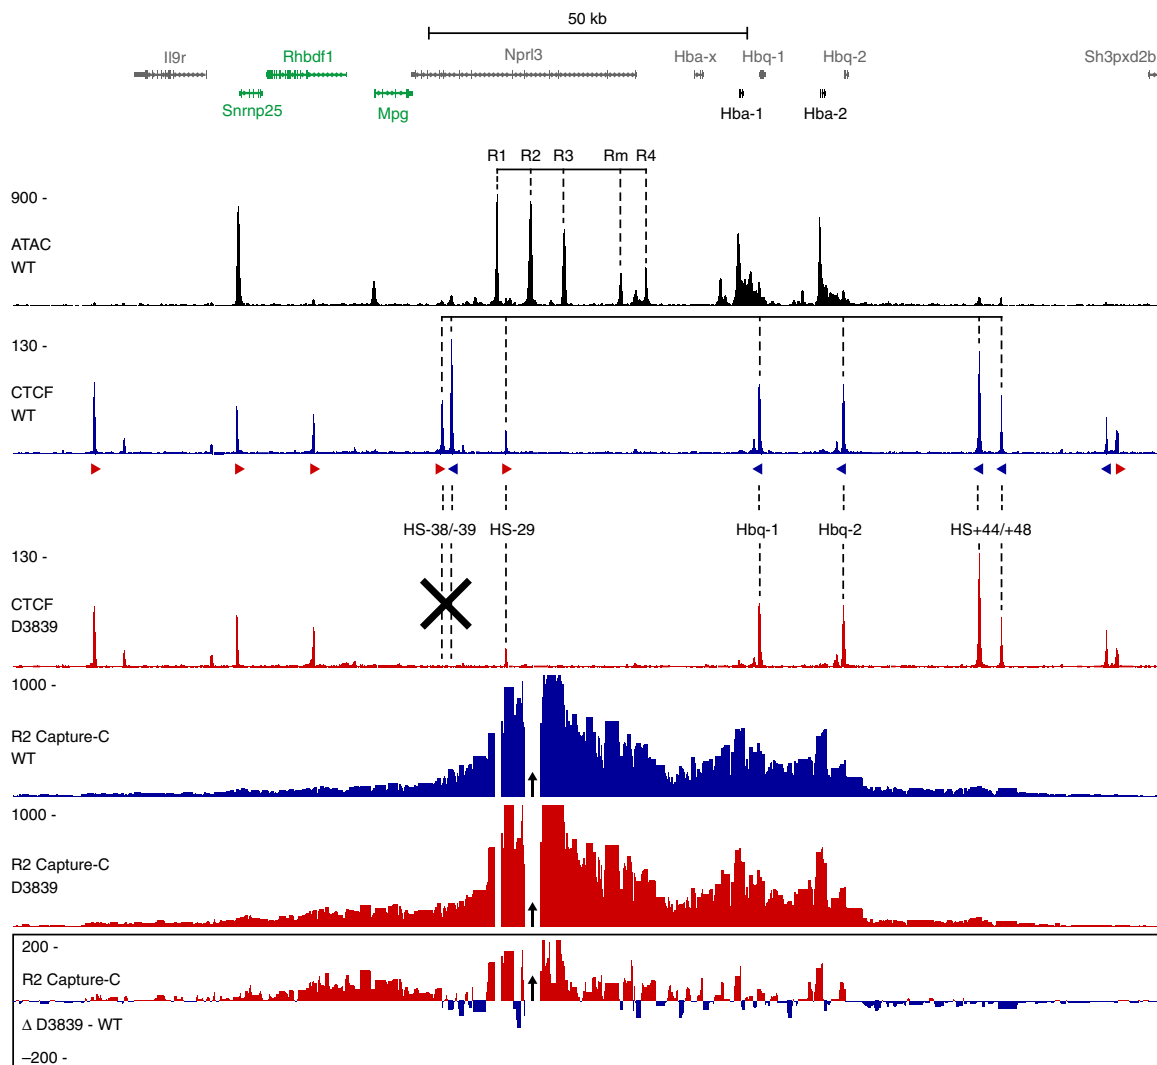 50 kb
Il9r
Rhbdf1
Nprl3
Hba-x
Hbq-1
Hbq-2
Sh3pxd2b
Snrnp25
Mpg
Hba-1
Hba-2
R1 R2 R3 Rm R4
900 -
ATAC
WT
130 -
CTCF
WT
HS-38/-39
HS-29
Hbq-1
Hbq-2
HS+44/+48
130 -
CTCF
D3839
1000 -
R2 Capture-C
WT
1000 -
R2 Capture-C
D3839
200 -
R2 Capture-C
Δ D3839 - WT
–200 -